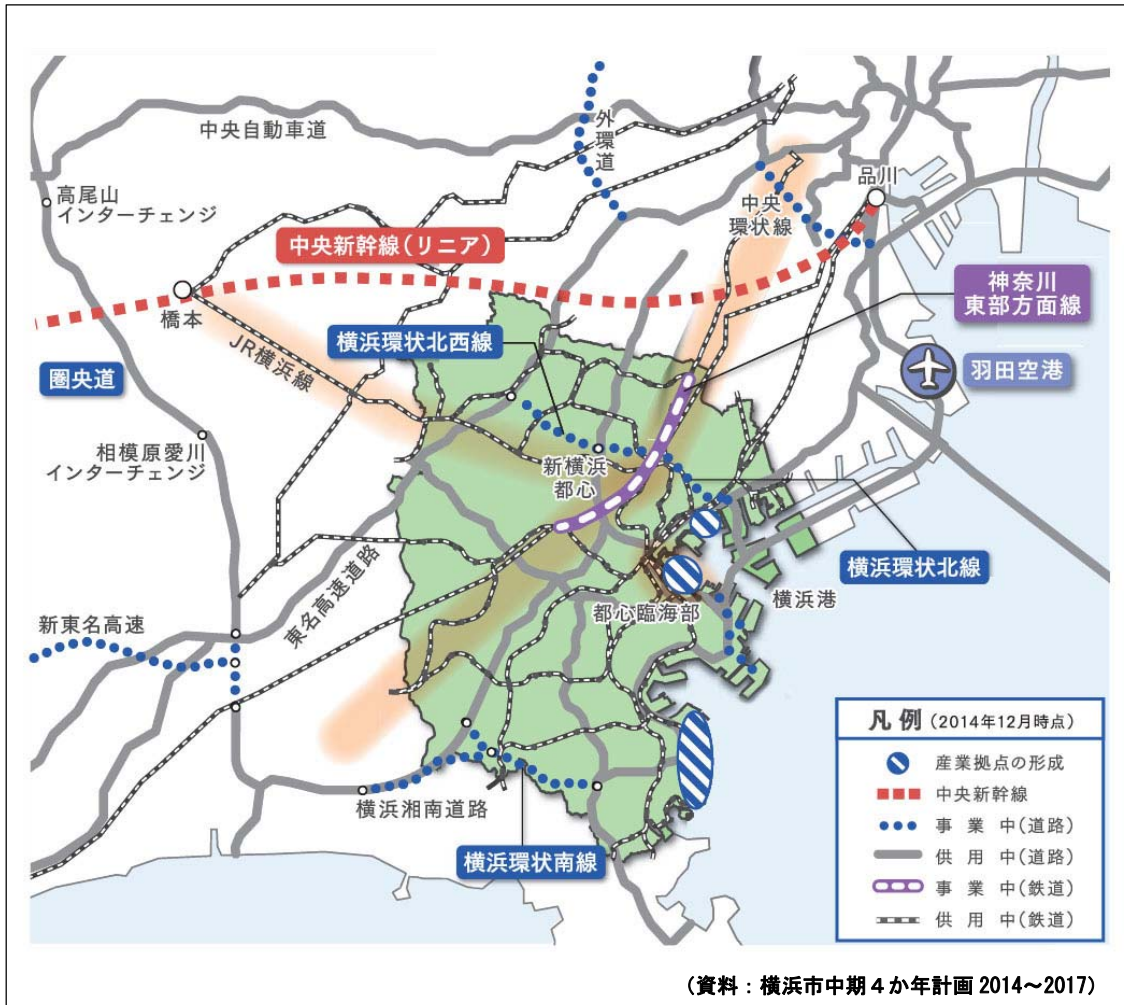 中央自動車道
外環道
高尾山
インターチェンジ
品川
中央
環状線
中央新幹線(リニア)
神奈川
東部方面線
橋本
JR横浜線
横浜環状北西線
羽田空港
圏央道
相模原愛川
インターチェンジ
新横浜
都心
東名高速道路
横浜環状北線
横浜港
都心臨海部
新東名高速
横浜湘南道路
横浜環状南線
凡例(2014年12月時点)
産業拠点の形成
中央新幹線
事業中(道路)
供用中(道路)
事業中(鉄道)
供用中(鉄道)
(資料:横浜市中期4か年計画 2014~2017)